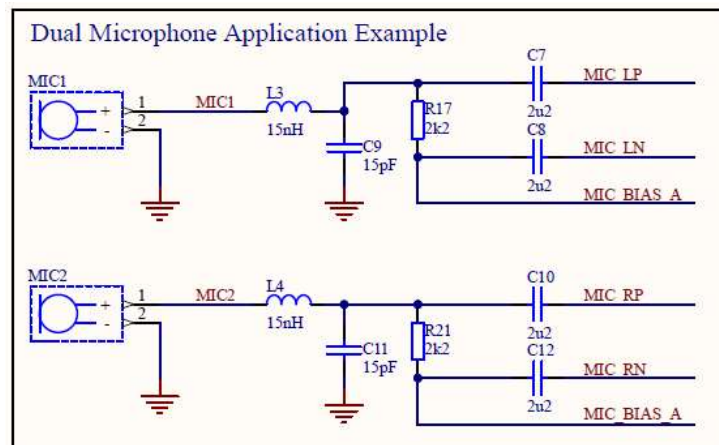 Dual Microphone Application Example
MIC1
+
-
1
2
MIC1
L3
15nH
C9
15pF
R17
2k2
C7
2u2
MIC_LP
C8
2u2
MIC_LN
MIC_BIAS_A
MIC2
+
-
1
2
MIC2
L4
15nH
C11
15pF
R21
2k2
C10
2u2
MIC_RP
C12
2u2
MIC_RN
MIC_BIAS_A